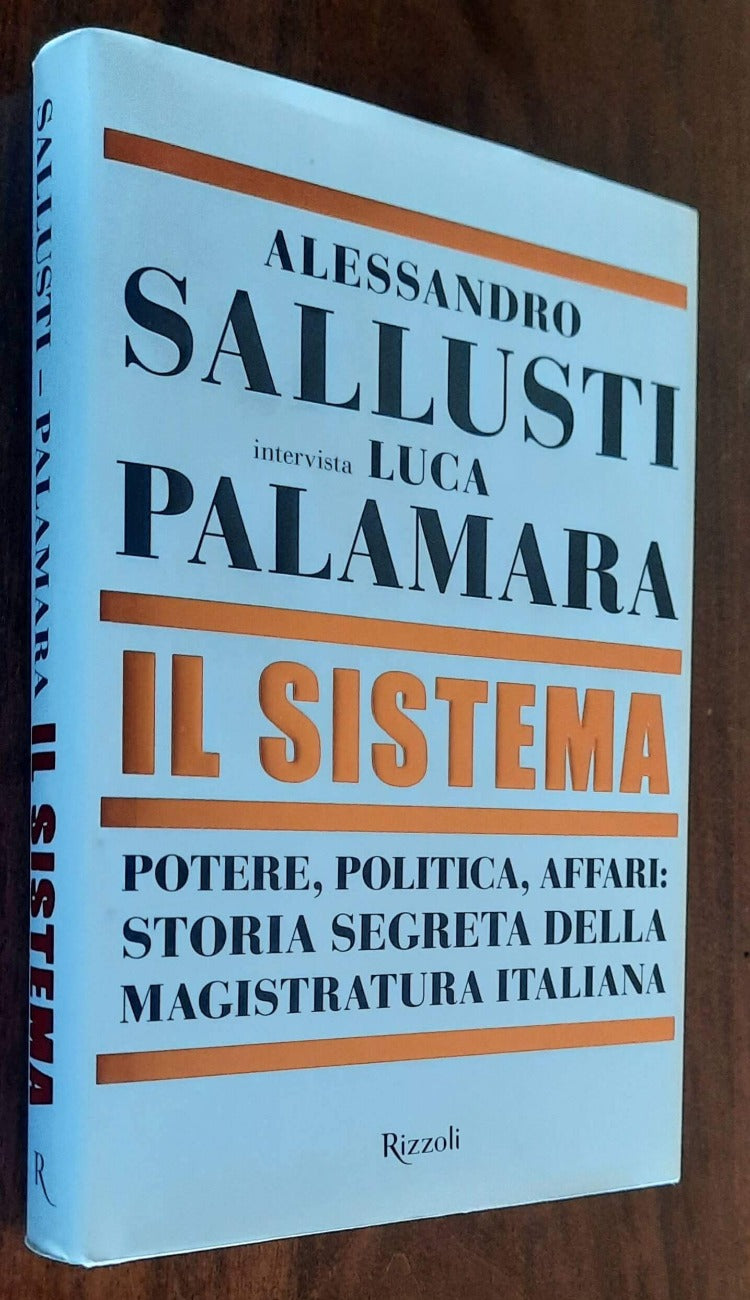 SALLUSTI – PALAMARA IL SISTEMA
R
ALESSANDRO
SALLUSTI
intervista LUCA
PALAMARA
IL SISTEMA
POTERE, POLITICA, AFFARI:
STORIA SEGRETA DELLA
MAGISTRATURA ITALIANA
Rizzoli